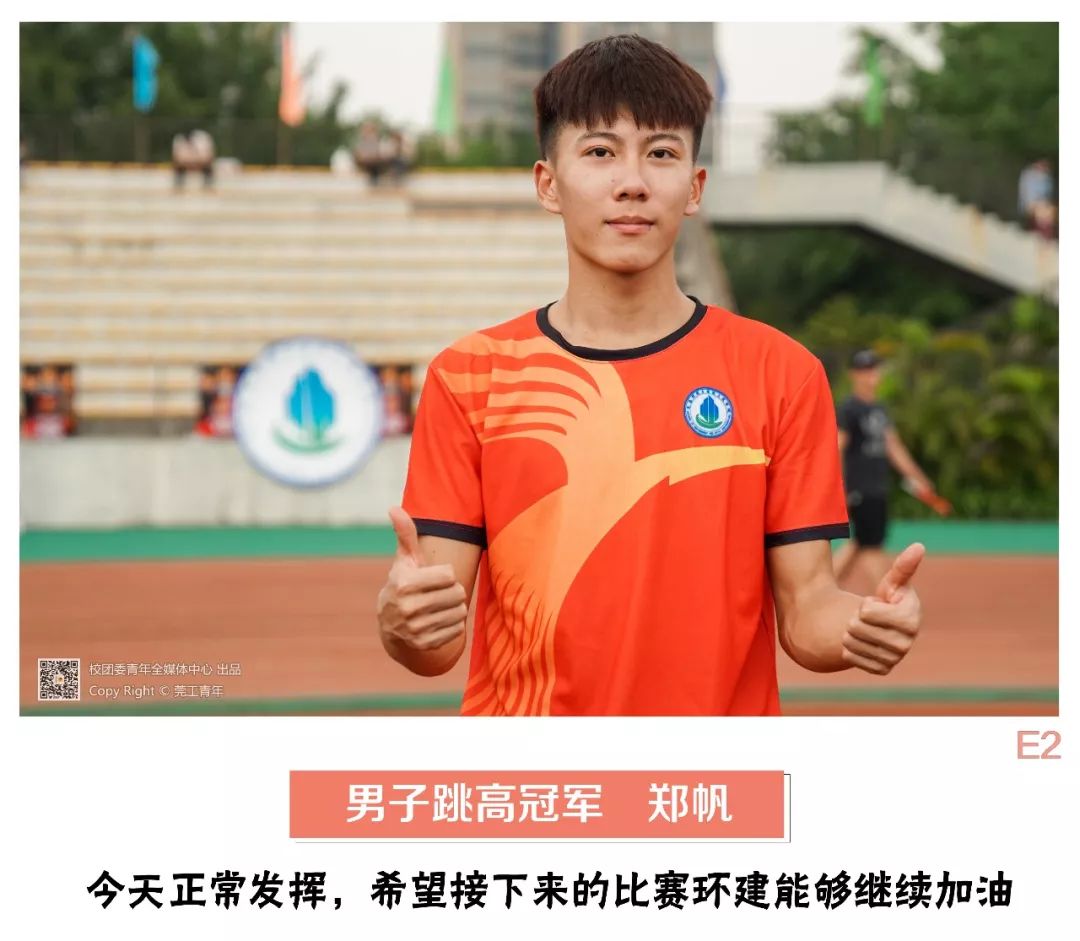 校团委青年全媒体中心 出品
Copy Right © 莞工青年
E2
男子跳高冠军 郑帆
今天正常发挥，希望接下来的比赛环建能够继续加油